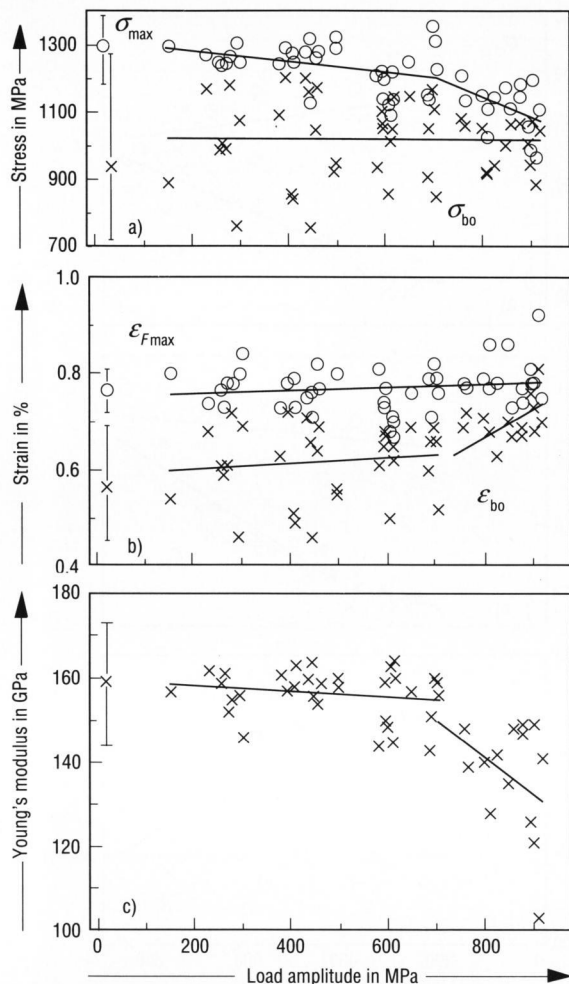 1300
1100
900
700
Stress in MPa
σmax
σbo
a)
1.0
0.8
0.6
0.4
Strain in %
εFmax
εbo
b)
180
160
140
120
100
Young's modulus in GPa
c)
0 200 400 600 800
Load amplitude in MPa